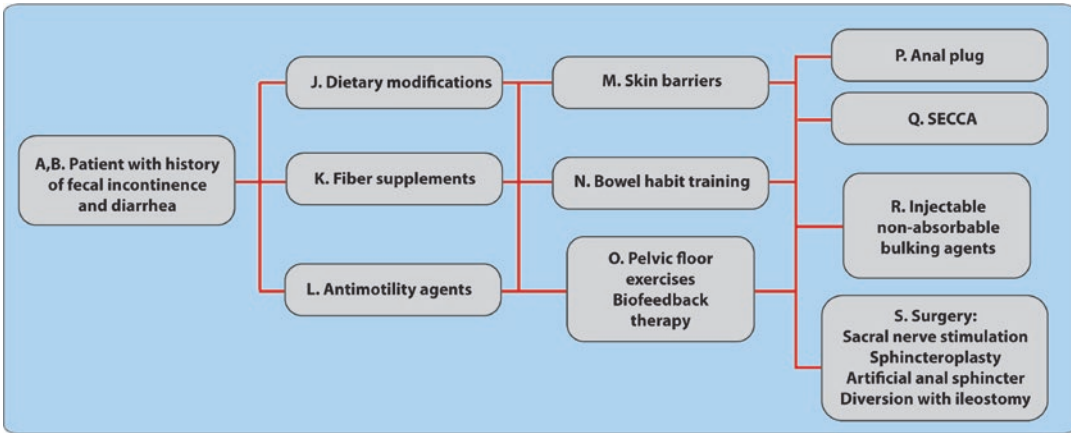 A,B. Patient with history
of fecal incontinence
and diarrhea
J. Dietary modifications
K. Fiber supplements
L. Antimotility agents
M. Skin barriers
N. Bowel habit training
O. Pelvic floor
exercises
Biofeedback
therapy
P. Anal plug
Q. SECCA
R. Injectable
non-absorbable
bulking agents
S. Surgery:
Sacral nerve stimulation
Sphincteroplasty
Artificial anal sphincter
Diversion with ileostomy